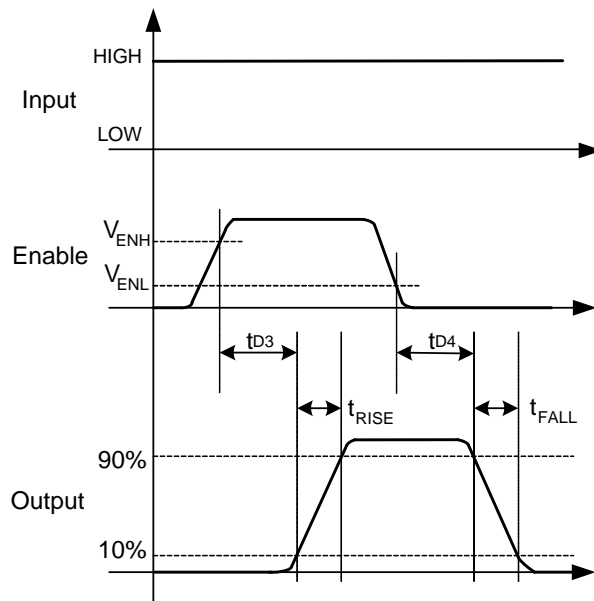 HIGH
Input
LOW
V_ENH
Enable
V_ENL
tD3
tD4
t_RISE
t_FALL
90%
Output
10%